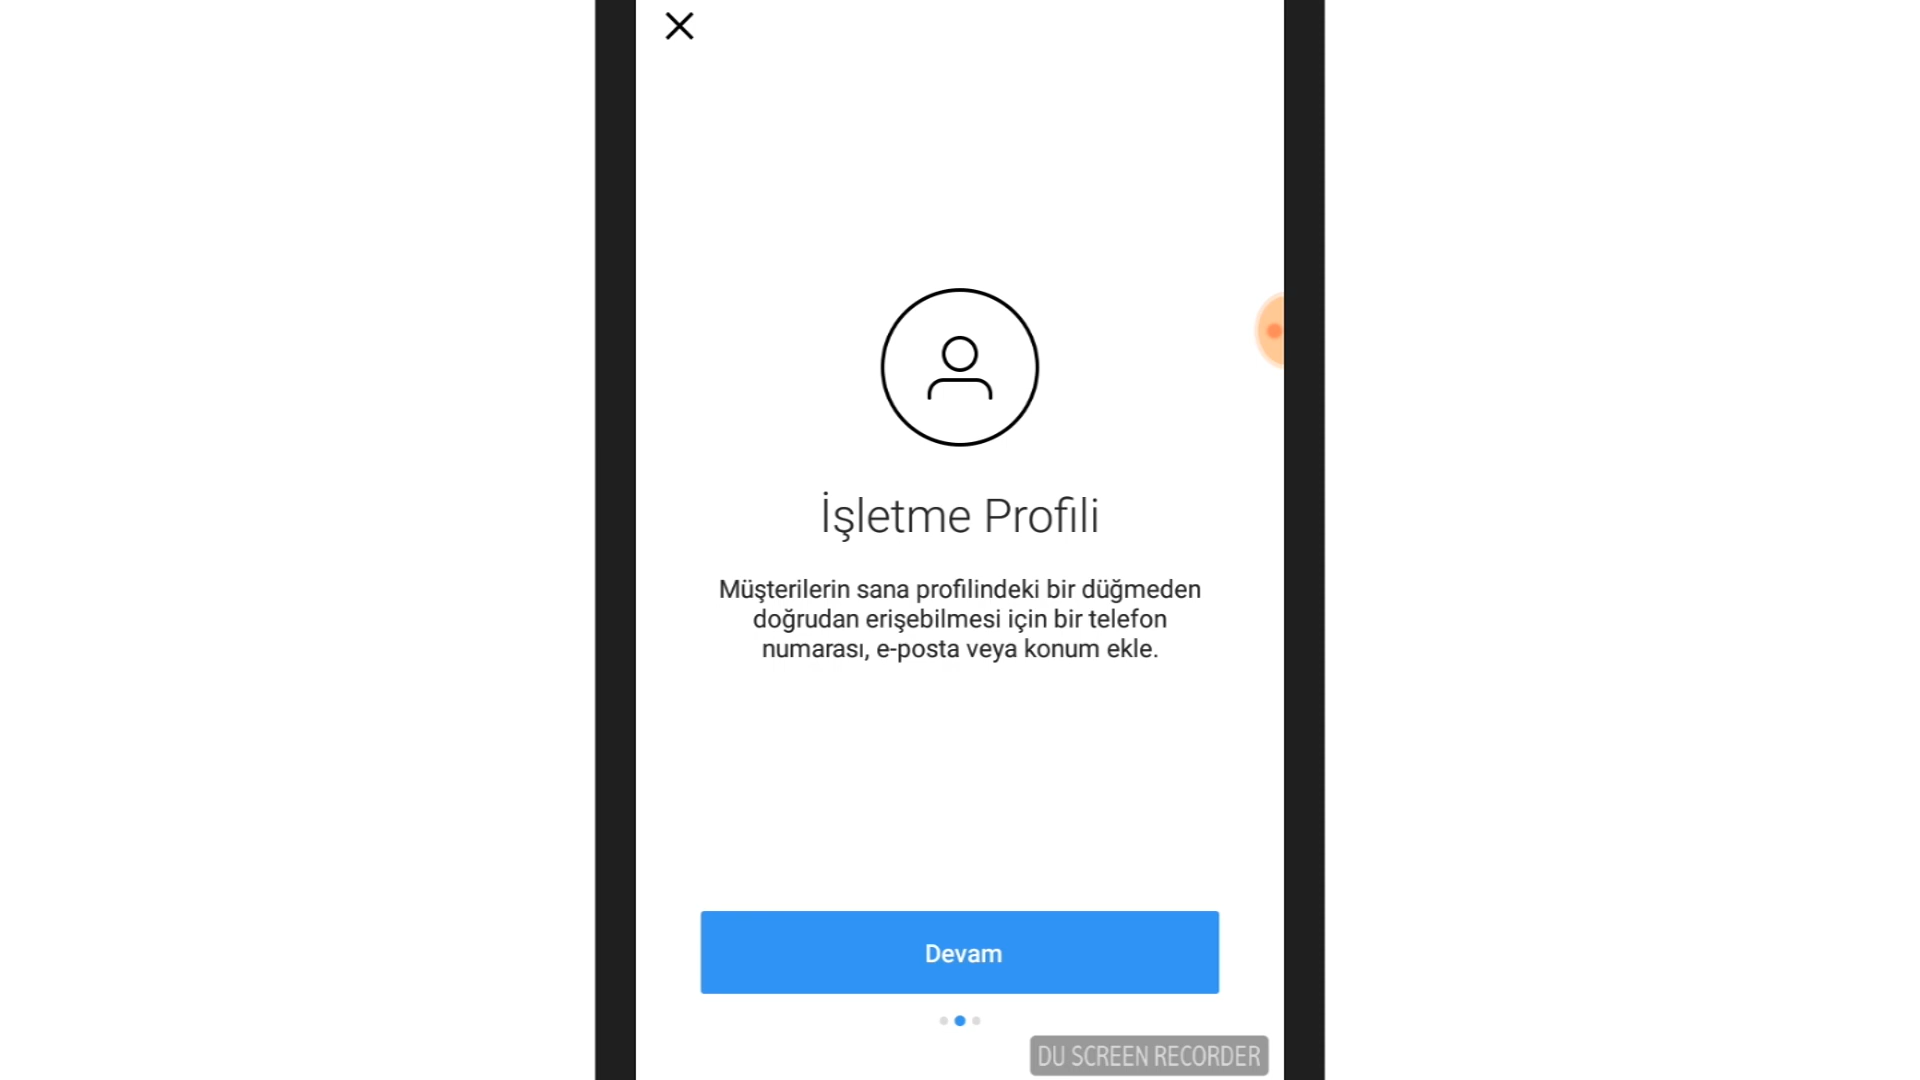 İşletme Profili
Müşterilerin sana profilindeki bir düğmeden
doğrudan erişebilmesi için bir telefon
numarası, e-posta veya konum ekle.
Devam
DU SCREEN RECORDER